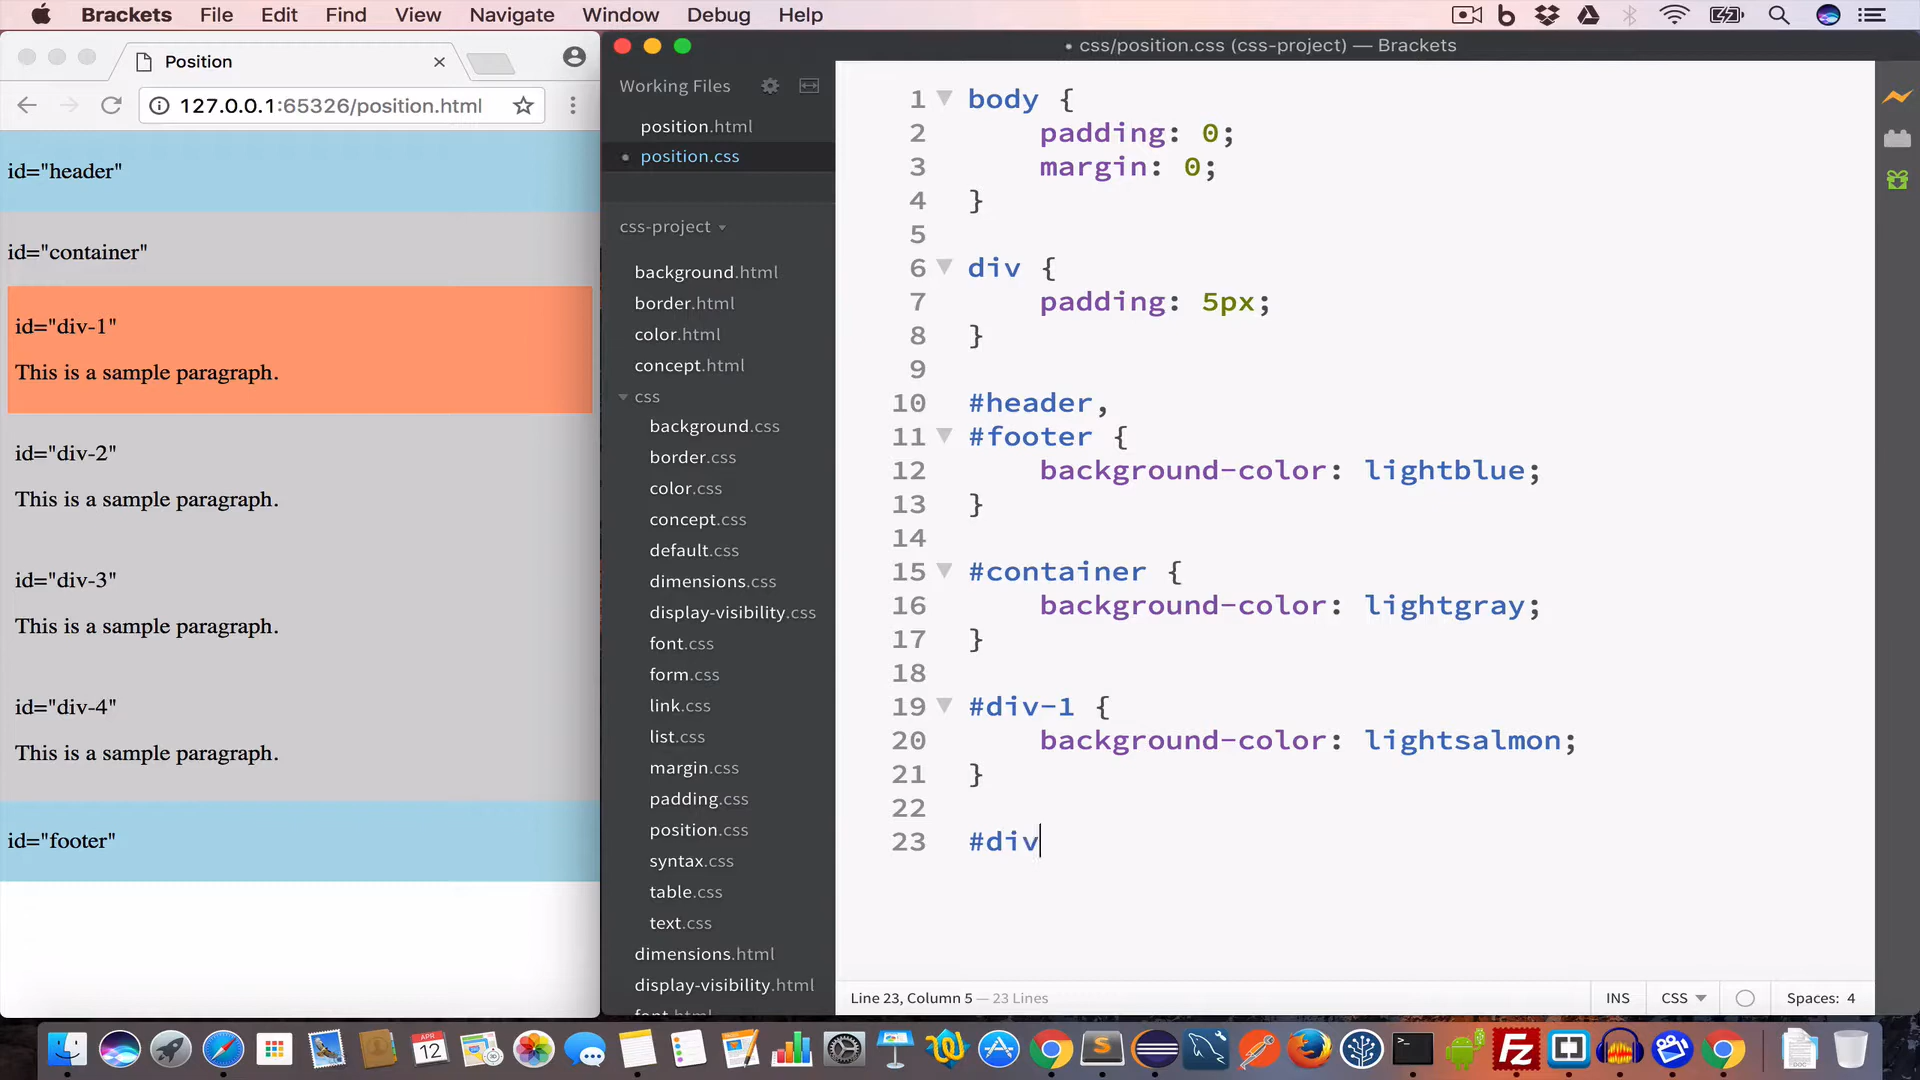 Brackets File Edit Find View Navigate Window Debug Help
Position
127.0.0.1:65326/position.html
id="header"
id="container"
id="div-1"
This is a sample paragraph.
id="div-2"
This is a sample paragraph.
id="div-3"
This is a sample paragraph.
id="div-4"
This is a sample paragraph.
id="footer"
• css/position.css (css-project) — Brackets
Working Files
position.html
position.css
css-project
background.html
border.html
color.html
concept.html
css
background.css
border.css
color.css
concept.css
default.css
dimensions.css
display-visibility.css
font.css
form.css
link.css
list.css
margin.css
padding.css
position.css
syntax.css
table.css
text.css
dimensions.html
display-visibility.html
font.html
1 body {
2 padding: 0;
3 margin: 0;
4 }
5
6 div {
7 padding: 5px;
8 }
9
10 #header,
11 #footer {
12 background-color: lightblue;
13 }
14
15 #container {
16 background-color: lightgray;
17 }
18
19 #div-1 {
20 background-color: lightsalmon;
21 }
22
23 #div
Line 23, Column 5 — 23 Lines
INS CSS Spaces: 4
APR
12